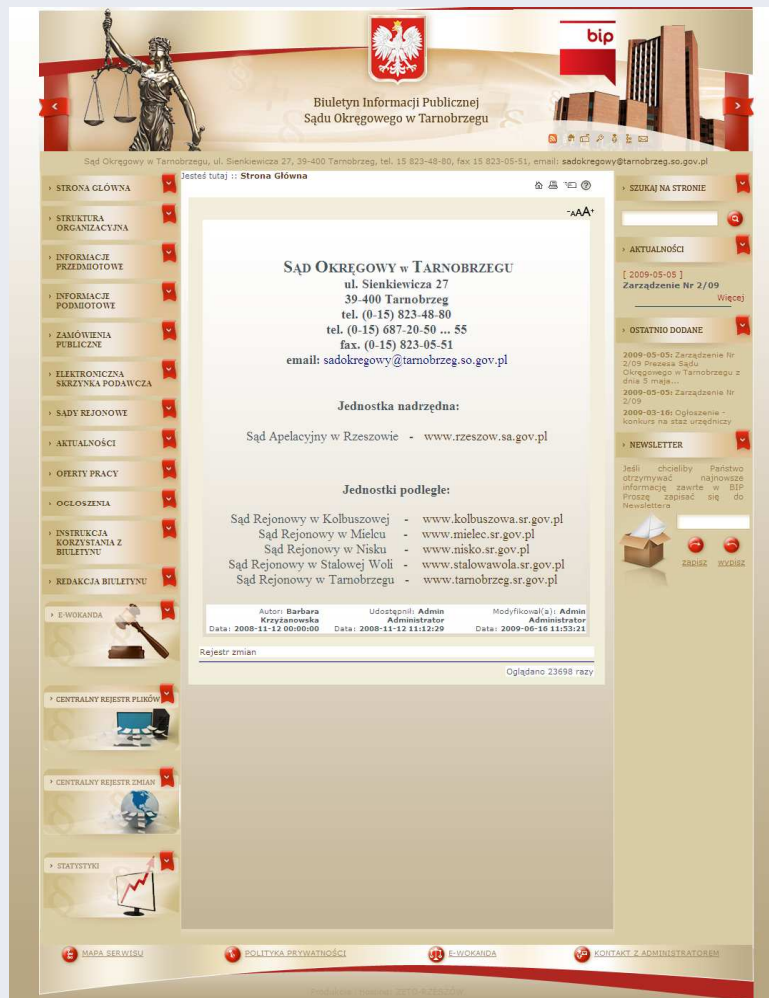 bip
Biuletyn Informacji Publicznej
Sądu Okręgowego w Tarnobrzegu
Sąd Okręgowy w Tarnobrzegu, ul. Sienkiewicza 27, 39-400 Tarnobrzeg, tel. 15 823-48-80, fax 15 823-05-51, email: sadokregowy@tarnobrzeg.so.gov.pl
STRONA GŁÓWNA
STRUKTURA
ORGANIZACYJNA
INFORMACJE
PRZEDMIOTOWE
INFORMACJE
PODMIOTOWE
ZAMÓWIENIA
PUBLICZNE
ELEKTRONICZNA
SKRZYNKA PODAWCZA
SĄDY REJONOWE
AKTUALNOŚCI
OFERTY PRACY
OGŁOSZENIA
INSTRUKCJA
KORZYSTANIA Z
BIULETYNU
REDAKCJA BIULETYNU
E-WOKANDA
CENTRALNY REJESTR PLIKÓW
CENTRALNY REJESTR ZMIAN
STATYSTYKI
Jesteś tutaj :: Strona Główna
-AAA+
SĄD OKRĘGOWY w TARNOBRZEGU
ul. Sienkiewicza 27
39-400 Tarnobrzeg
tel. (0-15) 823-48-80
tel. (0-15) 687-20-50 ... 55
fax. (0-15) 823-05-51
email: sadokregowy@tarnobrzeg.so.gov.pl
Jednostka nadrzędna:
Sąd Apelacyjny w Rzeszowie - www.rzeszow.sa.gov.pl
Jednostki podległe:
Sąd Rejonowy w Kolbuszowej - www.kolbuszowa.sr.gov.pl
Sąd Rejonowy w Mielcu - www.mielec.sr.gov.pl
Sąd Rejonowy w Nisku - www.nisko.sr.gov.pl
Sąd Rejonowy w Stalowej Woli - www.stalowawola.sr.gov.pl
Sąd Rejonowy w Tarnobrzegu - www.tarnobrzeg.sr.gov.pl
Autor: Barbara
Krzyżanowska
Data: 2008-11-12 00:00:00
Udostępnił: Admin
Administrator
Data: 2008-11-12 11:12:29
Modyfikował(a): Admin
Administrator
Data: 2009-06-16 11:53:21
Rejestr zmian
Oglądano 23698 razy
SZUKAJ NA STRONIE
AKTUALNOŚCI
[ 2009-05-05 ]
Zarządzenie Nr 2/09
Więcej
OSTATNIO DODANE
2009-05-05: Zarządzenie Nr
2/09 Prezesa Sądu
Okręgowego w Tarnobrzegu z
dnia 5 maja...
2009-05-05: Zarządzenie Nr
2/09
2009-03-16: Ogłoszenie -
konkurs na staż urzędniczy
NEWSLETTER
Jeśli chcieliby Państwo
otrzymywać najnowsze
informację zawrte w BIP
Proszę zapisać się do
Newslettera
zapisz wypisz
MAPA SERWISU
POLITYKA PRYWATNOŚCI
E-WOKANDA
KONTAKT Z ADMINISTRATOREM